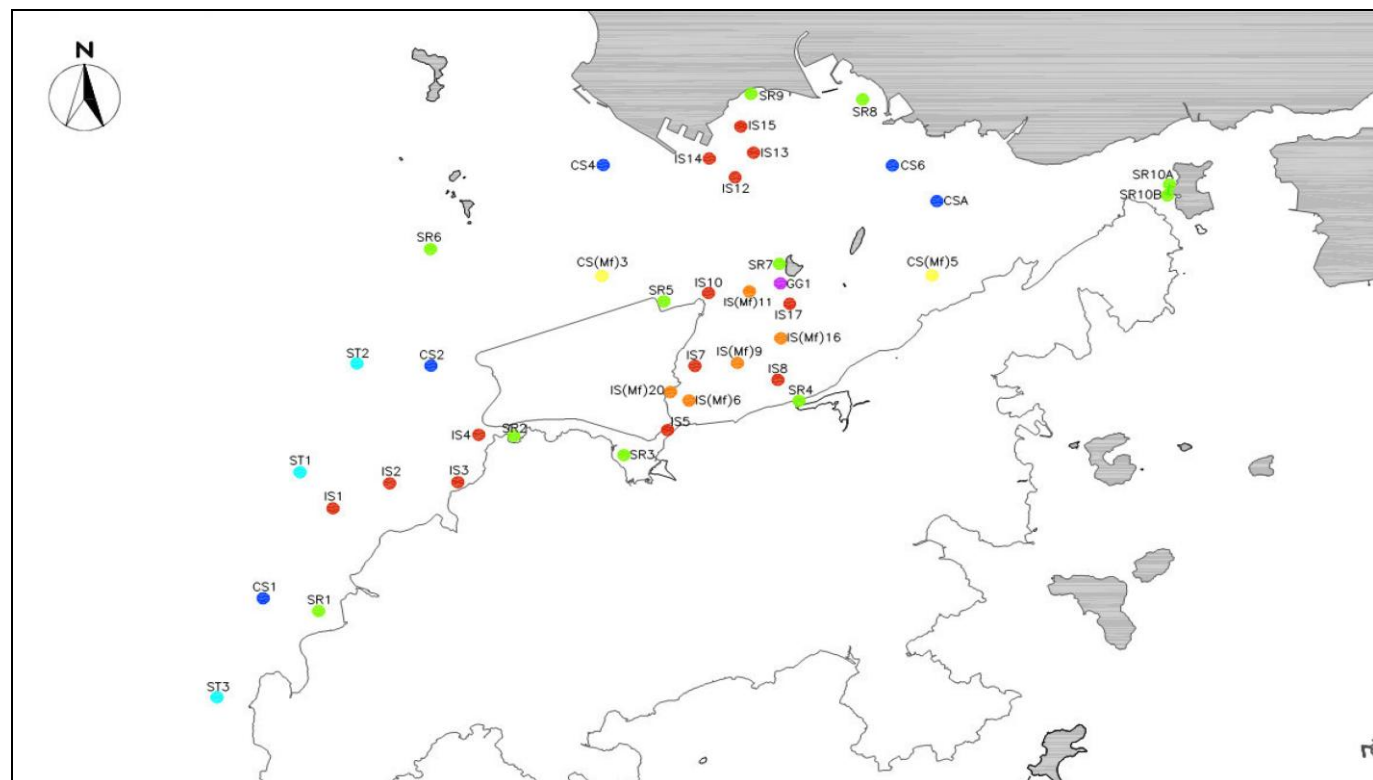 N
SR9
SR8
IS15
IS14
IS13
IS12
CS4
CS6
CSA
SR10A
SR10B
SR6
CS(Mf)3
SR7
CS(Mf)5
GG1
SR5
IS10
IS(Mf)11
IS17
IS(Mf)16
ST2
CS2
IS7
IS(Mf)9
IS8
IS(Mf)20
IS(Mf)6
SR4
IS4
SR2
IS5
SR3
ST1
IS2
IS3
IS1
CS1
SR1
ST3